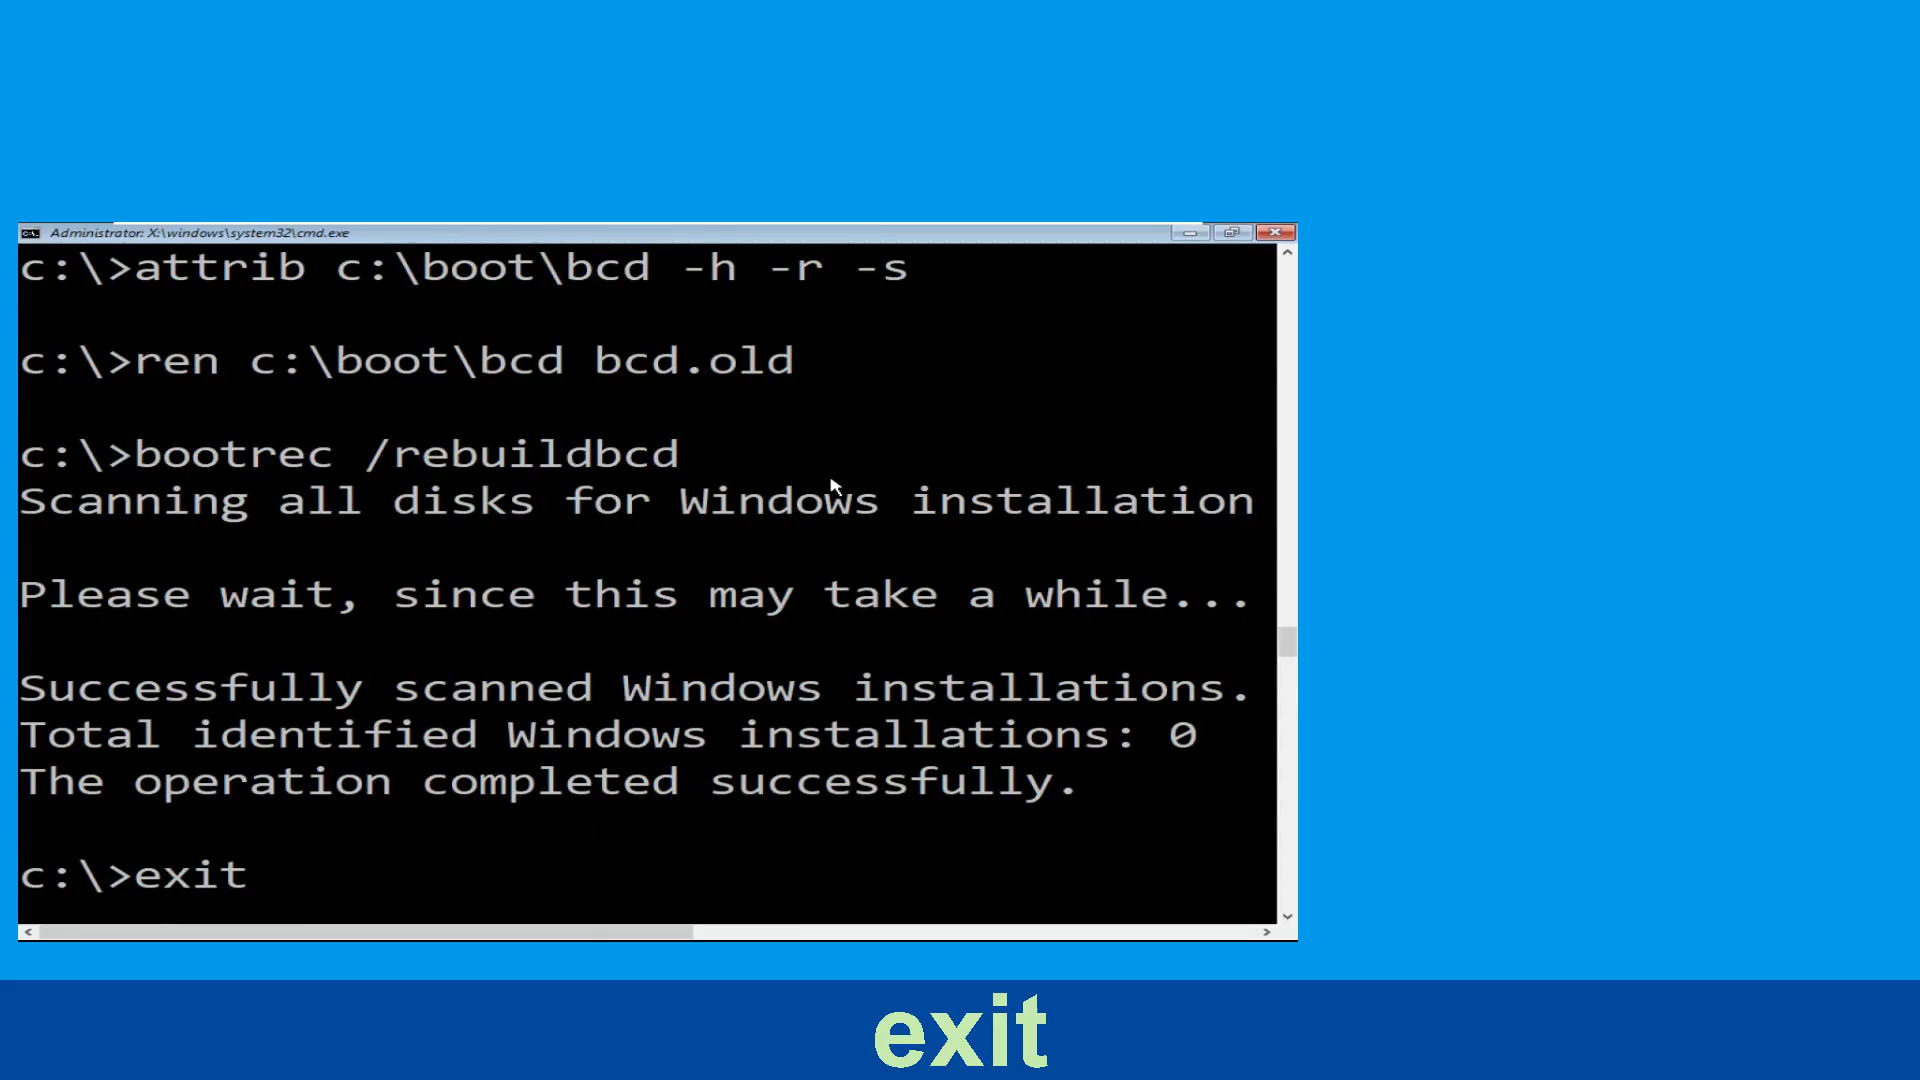 Administrator: X:\windows\system32\cmd.exe
c:\>attrib c:\boot\bcd -h -r -s
c:\>ren c:\boot\bcd bcd.old
c:\>bootrec /rebuildbcd
Scanning all disks for Windows installation
Please wait, since this may take a while...
Successfully scanned Windows installations.
Total identified Windows installations: 0
The operation completed successfully.
c:\>exit
exit